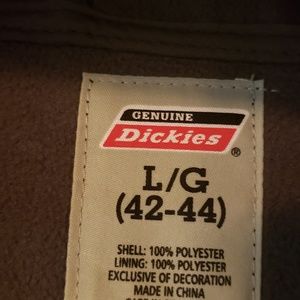 GENUINE
Dickies
®
L/G
(42-44)
SHELL: 100% POLYESTER
LINING: 100% POLYESTER
EXCLUSIVE OF DECORATION
MADE IN CHINA